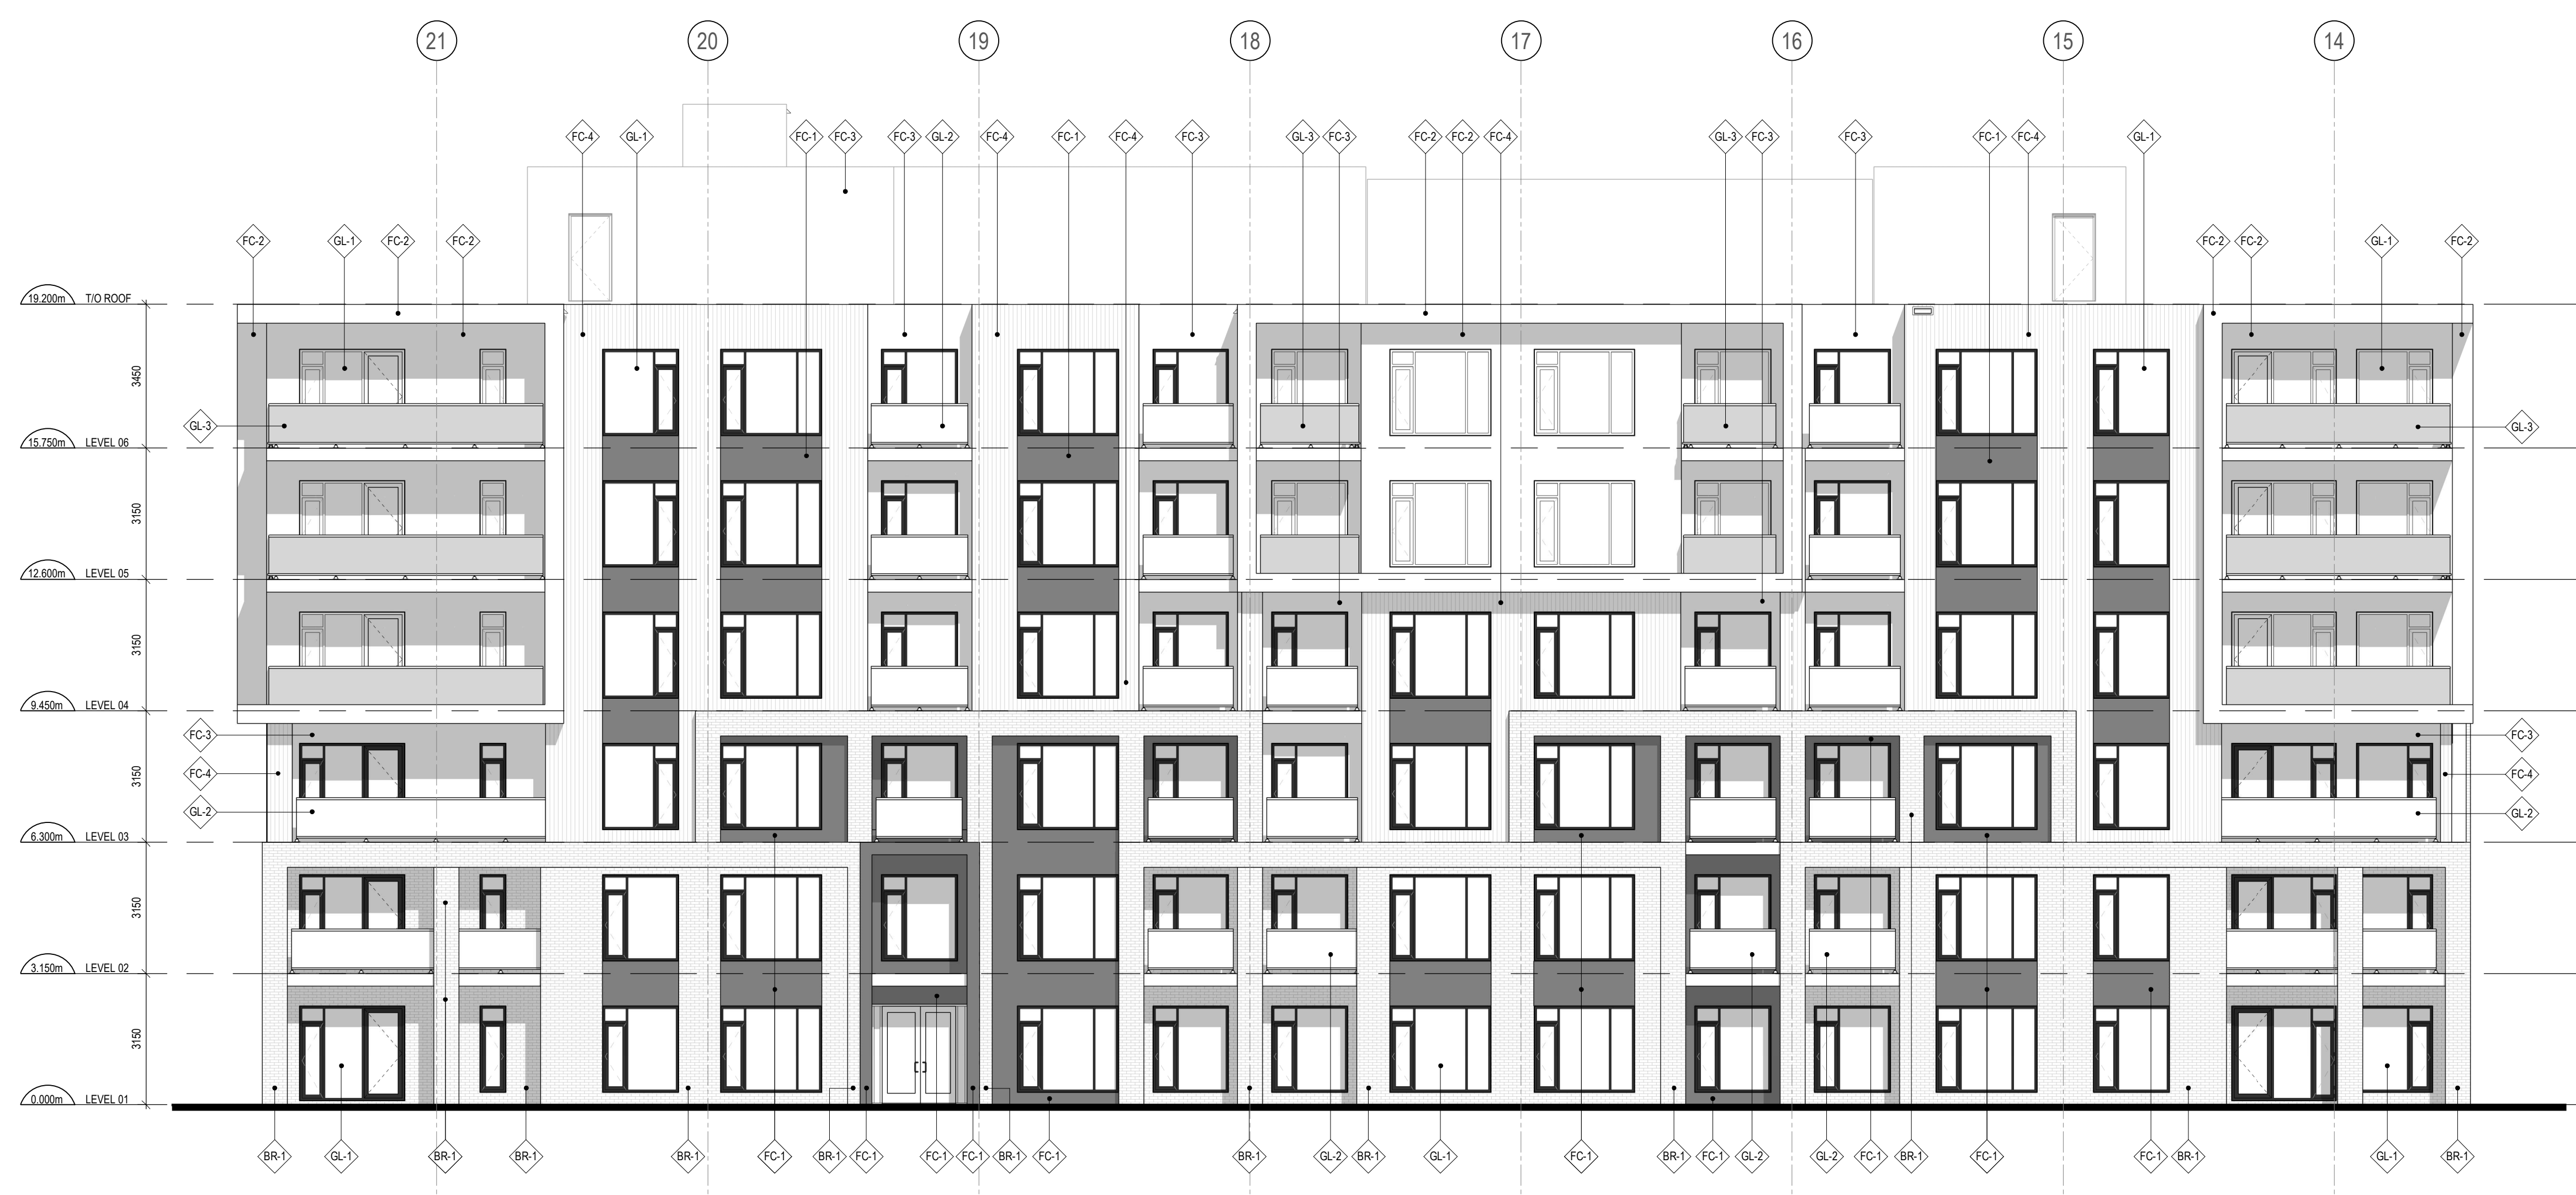 21 20 19 18 17 16 15 14
FC-4 GL-1 FC-1 FC-3 FC-3 GL-2 FC-4 FC-1 FC-4 FC-3 GL-3 FC-3 FC-2 FC-2 FC-4 GL-3 FC-3 FC-3 FC-1 FC-4 GL-1
FC-2 GL-1 FC-2 FC-2 FC-2 FC-2 GL-1 FC-2
19.200m T/O ROOF
3450
GL-3 GL-3
15.750m LEVEL 06
3150
12.600m LEVEL 05
3150
9.450m LEVEL 04
FC-3 FC-3
3150
FC-4 FC-4
GL-2 GL-2
6.300m LEVEL 03
3150
3.150m LEVEL 02
3150
0.000m LEVEL 01
BR-1 GL-1 BR-1 BR-1 BR-1 FC-1 BR-1 FC-1 FC-1 FC-1 BR-1 FC-1 BR-1 GL-2 BR-1 GL-1 FC-1 BR-1 FC-1 GL-2 GL-2 FC-1 BR-1 FC-1 FC-1 BR-1 GL-1 BR-1